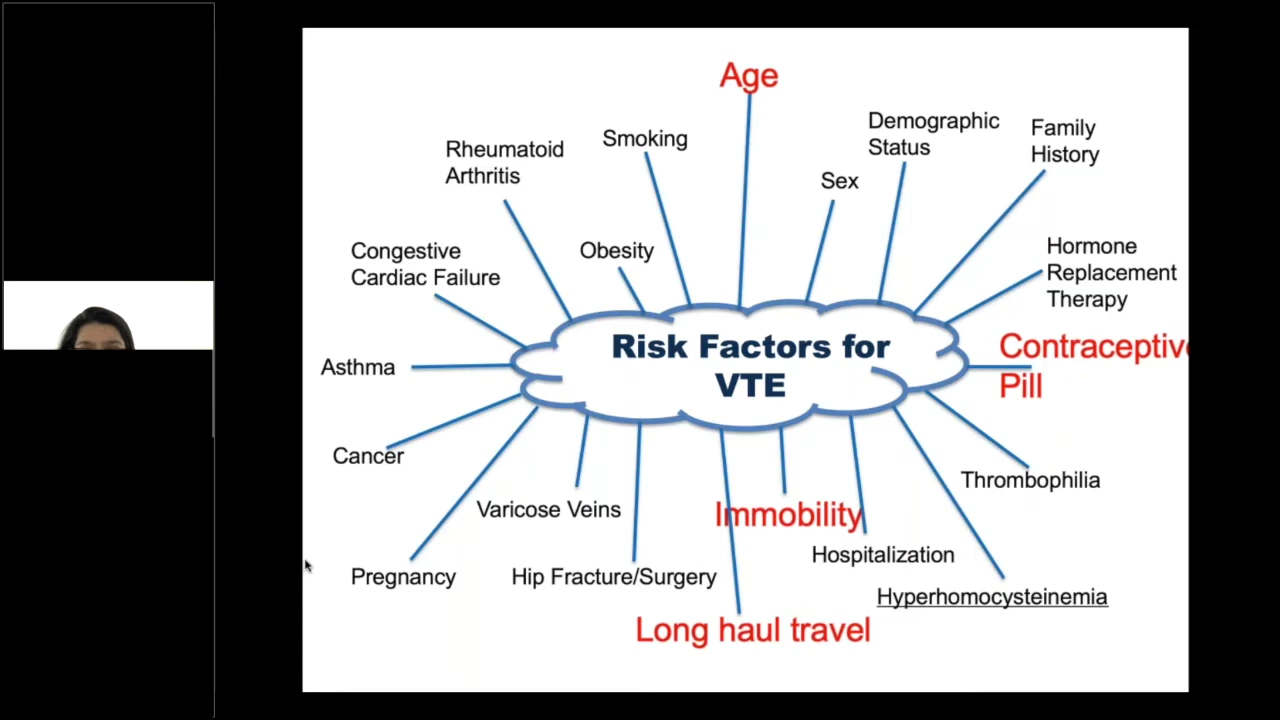 Age
Demographic
Status
Family
History
Smoking
Rheumatoid
Arthritis
Sex
Congestive
Cardiac Failure
Obesity
Hormone
Replacement
Therapy
Risk Factors for
VTE
Contraceptive
Pill
Asthma
Cancer
Thrombophilia
Varicose Veins
Immobility
Hospitalization
Pregnancy
Hip Fracture/Surgery
Hyperhomocysteinemia
Long haul travel